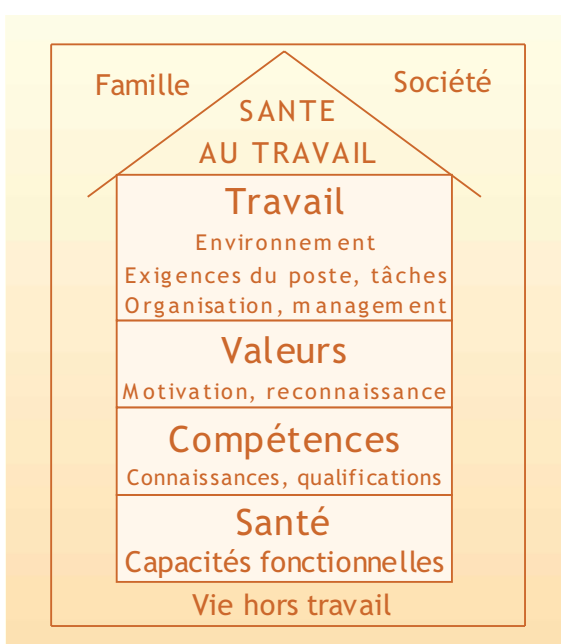 Famille
Société
SANTE
AU TRAVAIL
Travail
Environnement
Exigences du poste, tâches
Organisation, management
Valeurs
Motivation, reconnaissance
Compétences
Connaissances, qualifications
Santé
Capacités fonctionnelles
Vie hors travail